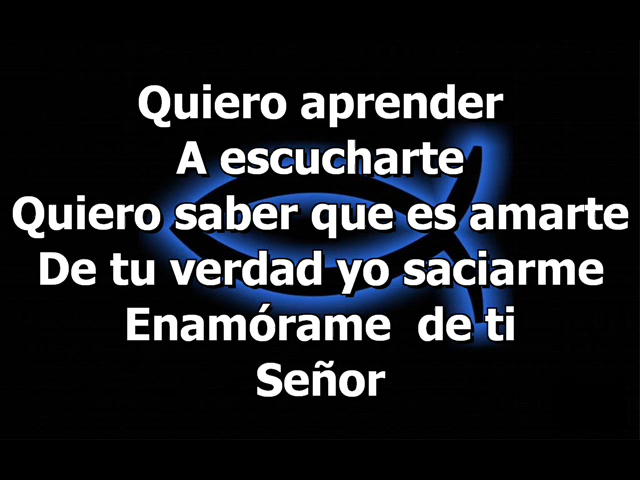 Quiero aprender
A escucharte
Quiero saber que es amarte
De tu verdad yo saciarme
Enamórame de ti
Señor